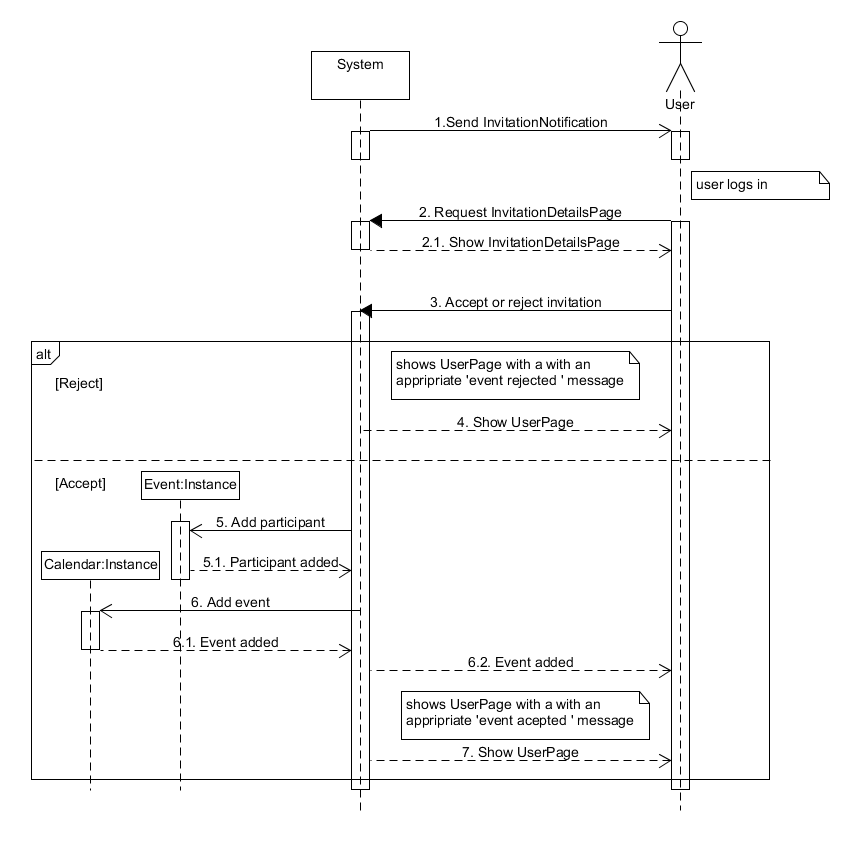 System
User
1.Send InvitationNotification
user logs in
2. Request InvitationDetailsPage
2.1. Show InvitationDetailsPage
3. Accept or reject invitation
alt
shows UserPage with a with an
appripriate 'event rejected ' message
[Reject]
4. Show UserPage
[Accept]
Event:Instance
5. Add participant
Calendar:Instance
5.1. Participant added
6. Add event
6.1. Event added
6.2. Event added
shows UserPage with a with an
appripriate 'event acepted ' message
7. Show UserPage